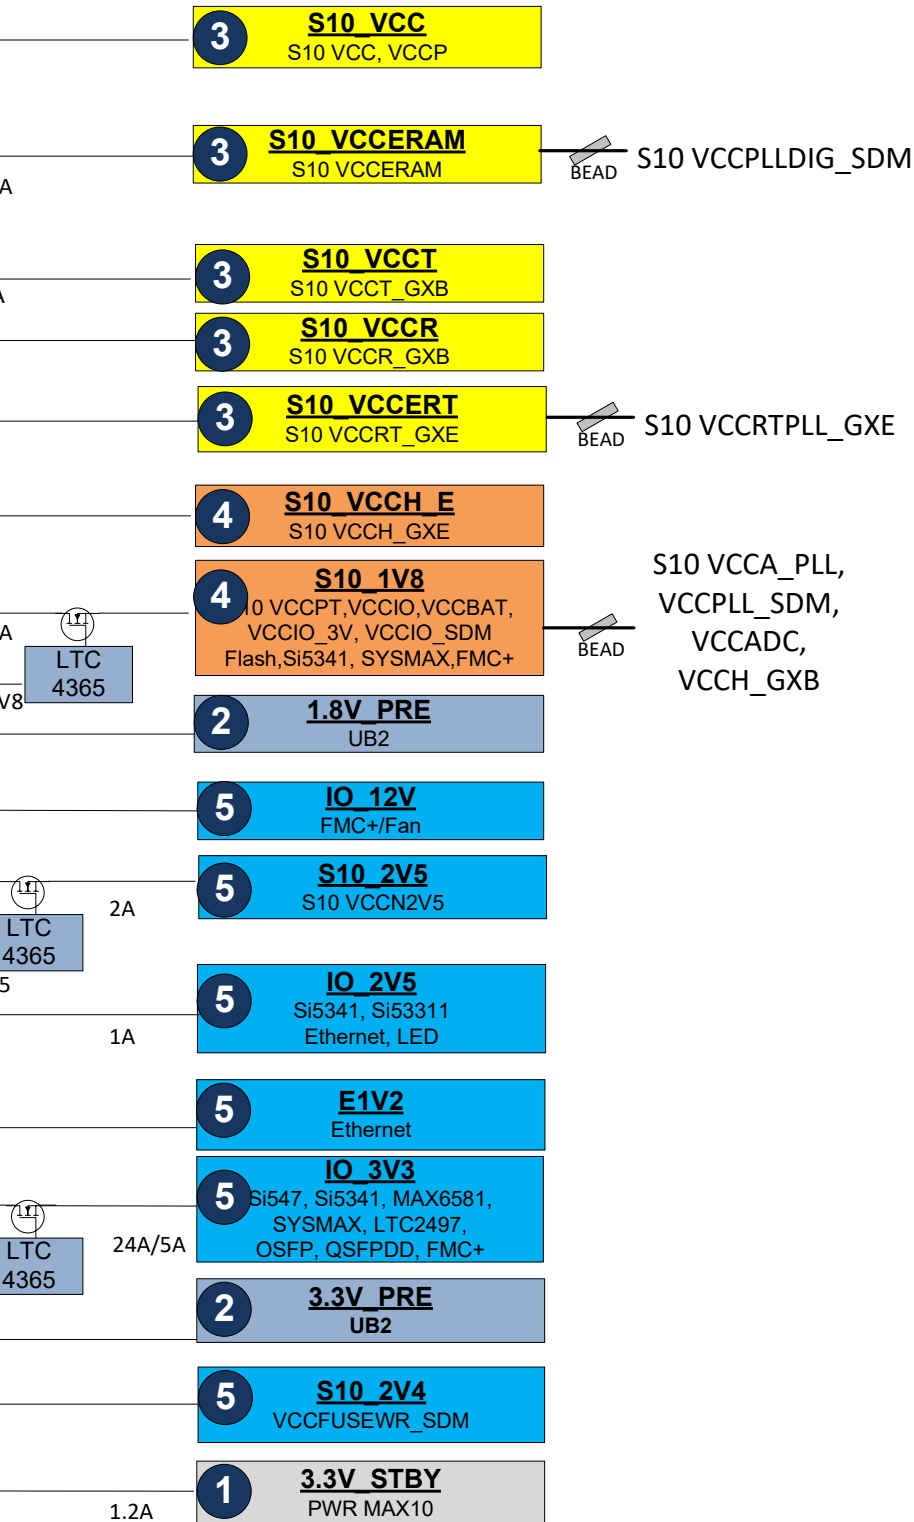 3
S10_VCC
S10 VCC, VCCP
3
S10_VCCERAM
S10 VCCERAM
BEAD
S10 VCCPLLDIG_SDM
A
3
S10_VCCT
S10 VCCT_GXB
A
3
S10_VCCR
S10 VCCR_GXB
3
S10_VCCERT
S10 VCCRT_GXE
BEAD
S10 VCCRTPLL_GXE
4
S10_VCCH_E
S10 VCCH_GXE
4
S10_1V8
0 VCCPT,VCCIO,VCCBAT,
VCCIO_3V, VCCIO_SDM
Flash,Si5341, SYSMAX,FMC+
BEAD
S10 VCCA_PLL,
VCCPLL_SDM,
VCCADC,
VCCH_GXB
A
LTC
4365
V8
2
1.8V_PRE
UB2
5
IO_12V
FMC+/Fan
5
S10_2V5
S10 VCCN2V5
2A
LTC
4365
5
5
IO_2V5
Si5341, Si53311
Ethernet, LED
1A
5
E1V2
Ethernet
5
IO_3V3
Si547, Si5341, MAX6581,
SYSMAX, LTC2497,
OSFP, QSFPDD, FMC+
24A/5A
LTC
4365
2
3.3V_PRE
UB2
5
S10_2V4
VCCFUSEWR_SDM
1
3.3V_STBY
PWR MAX10
1.2A